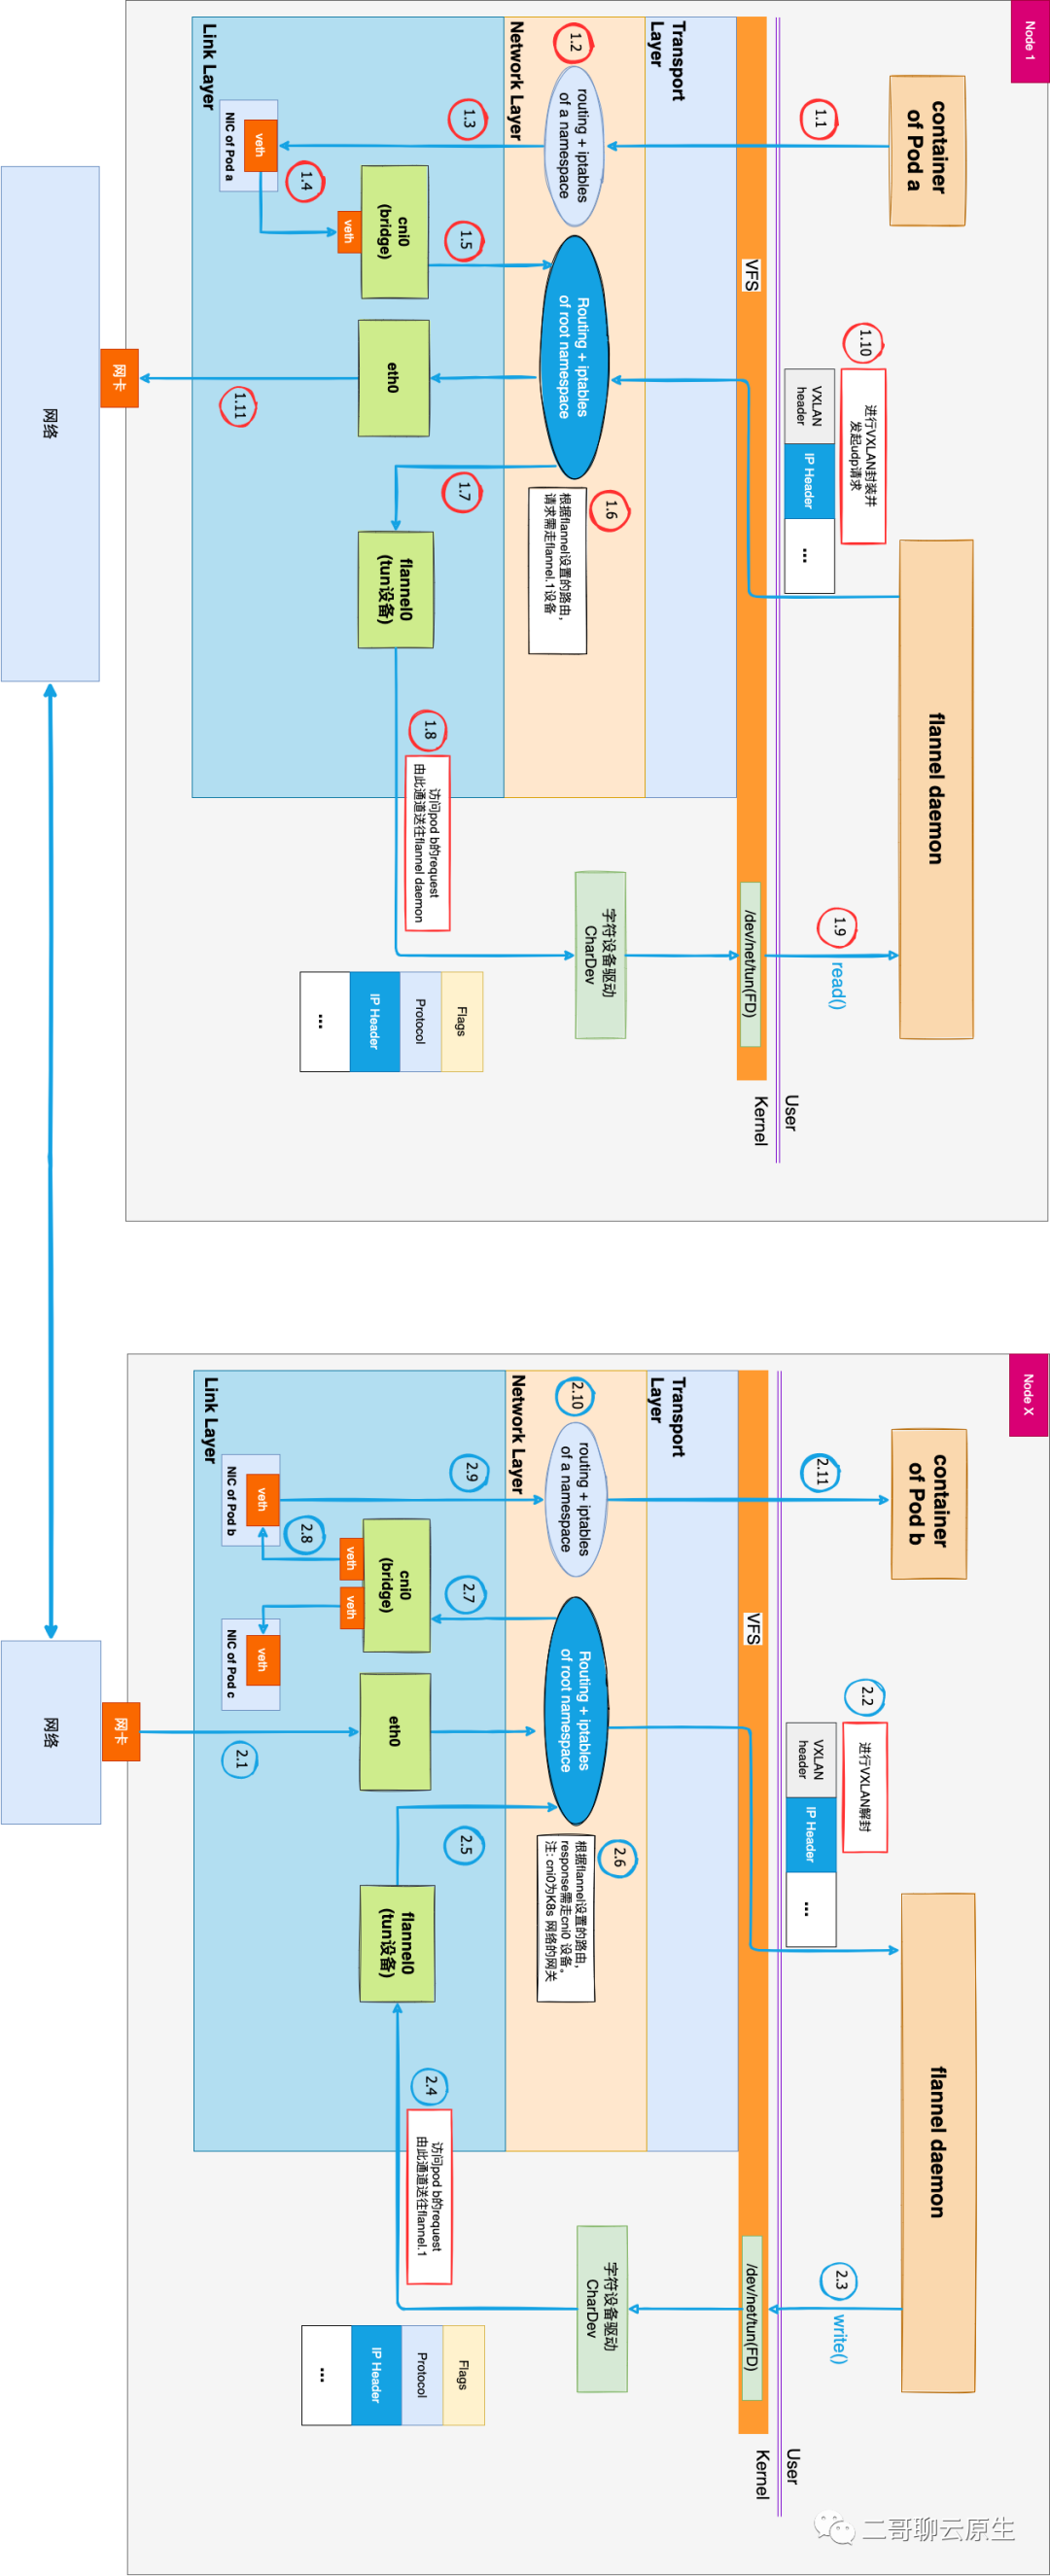 Node 1
container
of Pod a
flannel daemon
1.1
1.10
进行VXLAN封装并
发起udp请求
VXLAN
header
IP Header
...
1.9
read()
User
Kernel
VFS
/dev/net/tun(FD)
Transport
Layer
Network Layer
1.2
routing + iptables
of a namespace
Routing + iptables
of root namespace
1.6
根据flannel设置的路由，
请求需走flannel.1设备
字符设备驱动
CharDev
1.3
1.5
1.7
1.8
访问pod b的request
由此通道送往flannel daemon
Flags
Protocol
IP Header
...
cni0
(bridge)
veth
eth0
flannel0
(tun设备)
1.4
veth
NIC of Pod a
1.11
Link Layer
网卡
网络
Node X
container
of Pod b
flannel daemon
2.11
2.2
进行VXLAN解封
VXLAN
header
IP Header
...
2.3
write()
User
Kernel
VFS
/dev/net/tun(FD)
Transport
Layer
Network Layer
2.10
routing + iptables
of a namespace
Routing + iptables
of root namespace
2.6
根据flannel设置的路由，
response需走cni0 设备。
注: cni0为K8s 网络的网关
字符设备驱动
CharDev
2.9
2.7
2.5
2.4
访问pod b的request
由此通道送往flannel.1
Flags
Protocol
IP Header
...
cni0
(bridge)
veth
veth
eth0
flannel0
(tun设备)
2.8
veth
NIC of Pod b
veth
NIC of Pod c
2.1
Link Layer
网卡
网络
二哥聊云原生